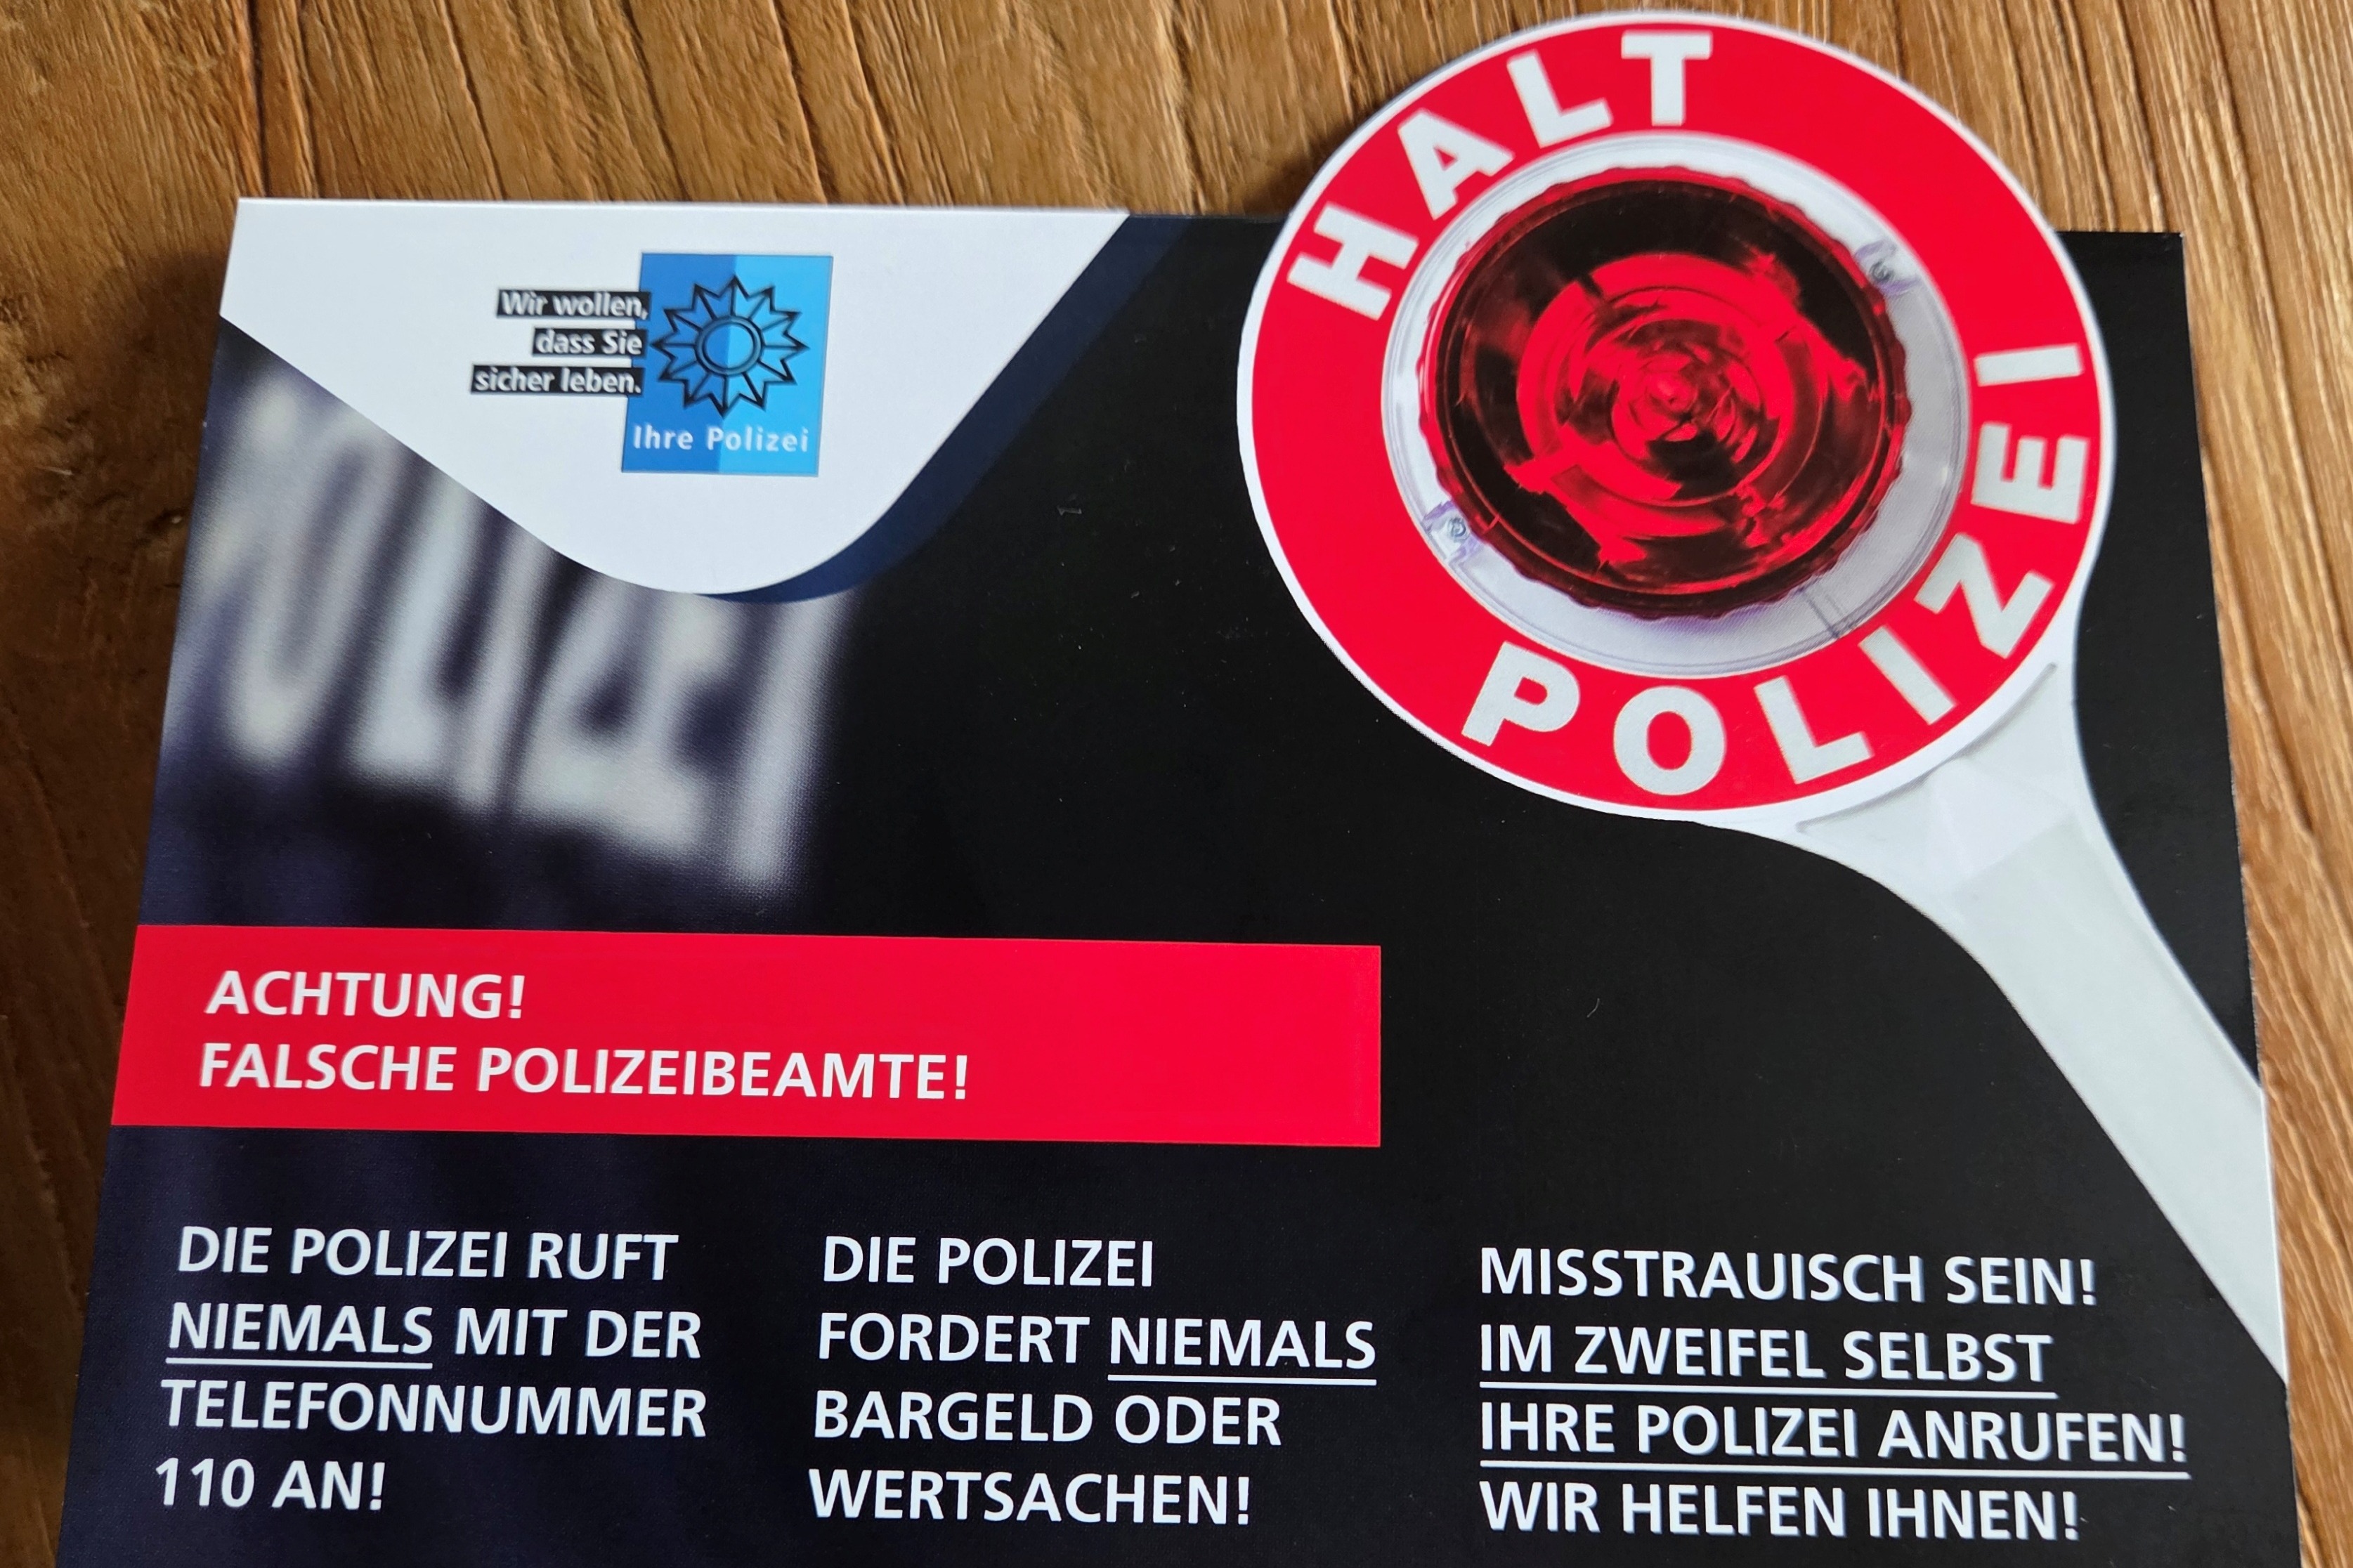 HALT
POLIZEI
Wir wollen,
dass Sie
sicher leben.
Ihre Polizei
POLIZEI
ACHTUNG!
FALSCHE POLIZEIBEAMTE!
DIE POLIZEI RUFT
NIEMALS MIT DER
TELEFONNUMMER
110 AN!
DIE POLIZEI
FORDERT NIEMALS
BARGELD ODER
WERTSACHEN!
MISSTRAUISCH SEIN!
IM ZWEIFEL SELBST
IHRE POLIZEI ANRUFEN!
WIR HELFEN IHNEN!